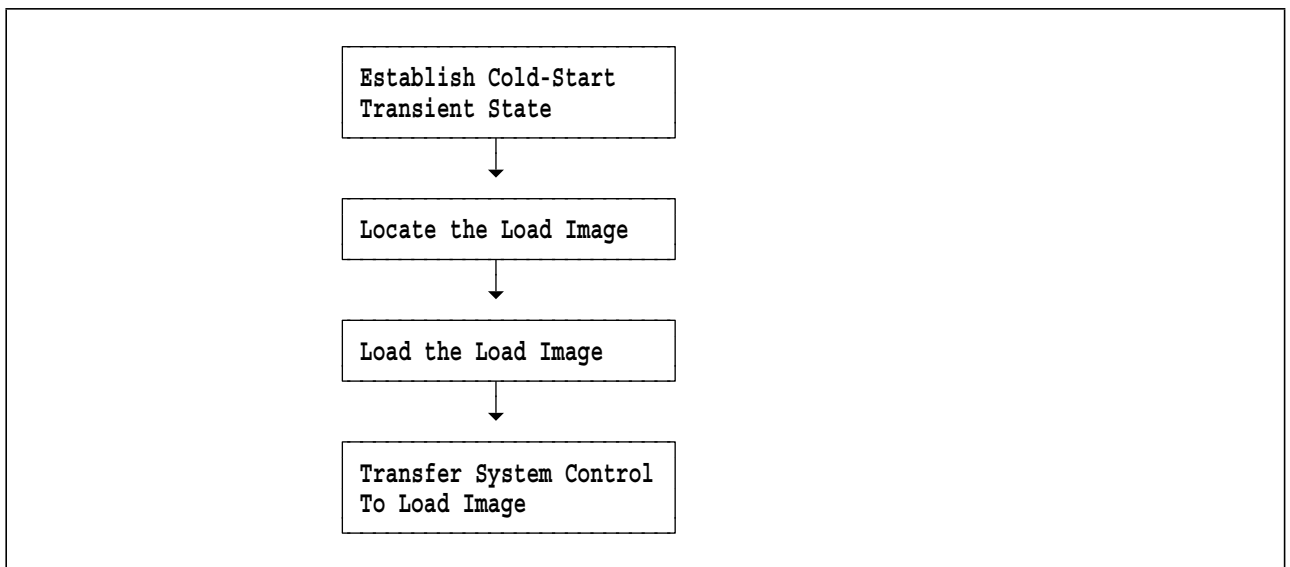 Establish Cold-Start
Transient State
Locate the Load Image
Load the Load Image
Transfer System Control
To Load Image